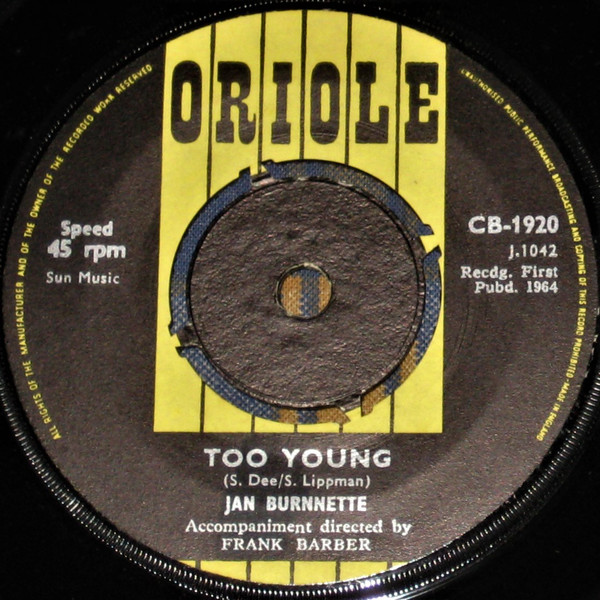 ORIOLE
ALL RIGHTS OF THE MANUFACTURER AND OF THE OWNER OF THE RECORDED WORK RESERVED
UNAUTHORISED PUBLIC PERFORMANCE BROADCASTING AND COPYING OF THIS RECORD PROHIBITED-MADE IN ENGLAND
Speed
45 rpm
Sun Music
CB-1920
J.1042
Recdg. First
Pubd. 1964
TOO YOUNG
(S. Dee/S. Lippman)
JAN BURNNETTE
Accompaniment directed by
FRANK BARBER